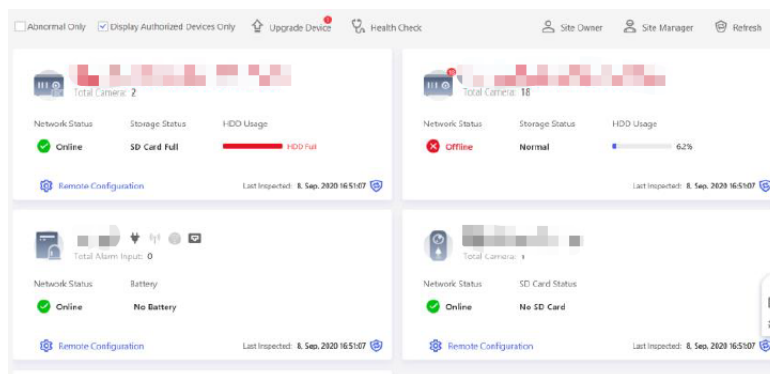 Abnormal Only Display Authorized Devices Only Upgrade Device Health Check Site Owner Site Manager Refresh
Total Camera: 2
Network Status Storage Status HDD Usage
Online SD Card Full HDD Full
Remote Configuration Last Inspected: 8. Sep. 2020 16:51:07
Total Camera: 18
Network Status Storage Status HDD Usage
Offline Normal 62%
Last Inspected: 8. Sep. 2020 16:51:07
Total Alarm Input: 0
Network Status Battery
Online No Battery
Remote Configuration Last Inspected: 8. Sep. 2020 16:51:07
Total Camera:
Network Status SD Card Status
Online No SD Card
Remote Configuration Last Inspected: 8. Sep. 2020 16:51:07